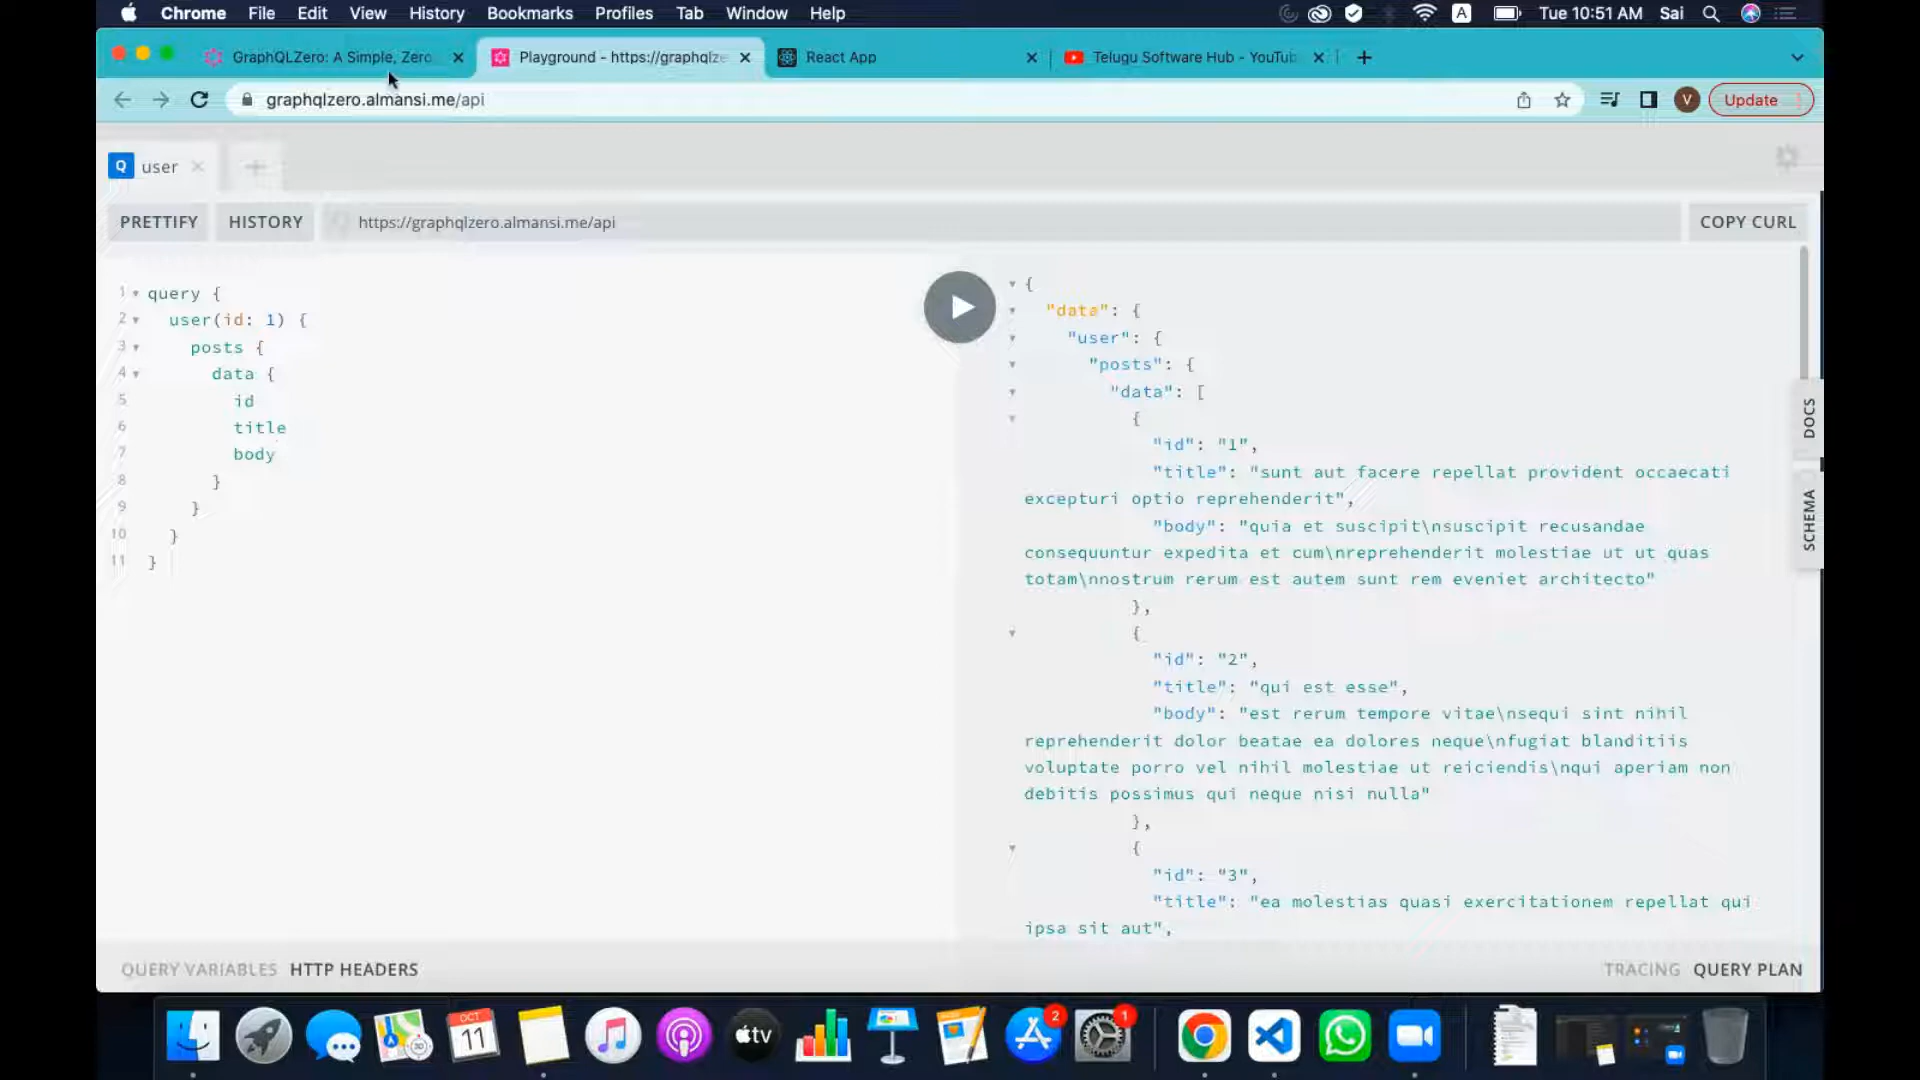 Chrome File Edit View History Bookmarks Profiles Tab Window Help A Tue 10:51 AM Sai
GraphQLZero: A Simple, Zero Playground - https://graphqlze React App Telugu Software Hub - YouTub
graphqlzero.almansi.me/api V Update
Q user
PRETTIFY HISTORY https://graphqlzero.almansi.me/api COPY CURL
1 query {
2 user(id: 1) {
3 posts {
4 data {
5 id
6 title
7 body
8 }
9 }
10 }
11 }
{
"data": {
"user": {
"posts": {
"data": [
{
"id": "1",
"title": "sunt aut facere repellat provident occaecati
excepturi optio reprehenderit",
"body": "quia et suscipit\nsuscipit recusandae
consequuntur expedita et cum\nreprehenderit molestiae ut ut quas
totam\nnostrum rerum est autem sunt rem eveniet architecto"
},
{
"id": "2",
"title": "qui est esse",
"body": "est rerum tempore vitae\nsequi sint nihil
reprehenderit dolor beatae ea dolores neque\nfugiat blanditiis
voluptate porro vel nihil molestiae ut reiciendis\nqui aperiam non
debitis possimus qui neque nisi nulla"
},
{
"id": "3",
"title": "ea molestias quasi exercitationem repellat qui
ipsa sit aut",
DOCS
SCHEMA
QUERY VARIABLES HTTP HEADERS
TRACING QUERY PLAN
OCT
11
tv
2
1